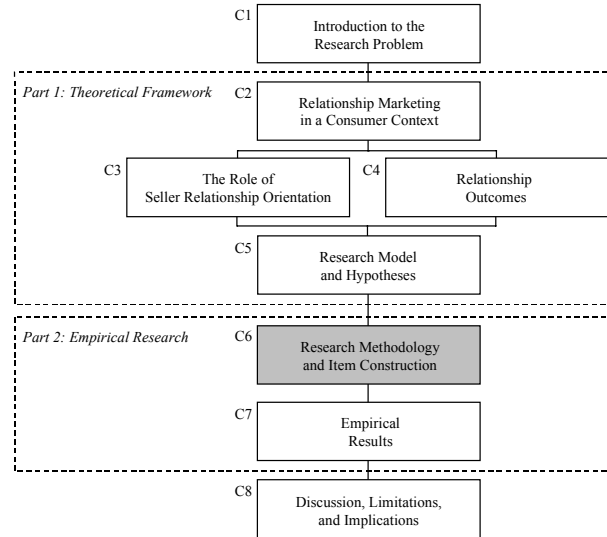 C1
Introduction to the
Research Problem
Part 1: Theoretical Framework
C2
Relationship Marketing
in a Consumer Context
C3
The Role of
Seller Relationship Orientation
C4
Relationship
Outcomes
C5
Research Model
and Hypotheses
Part 2: Empirical Research
C6
Research Methodology
and Item Construction
C7
Empirical
Results
C8
Discussion, Limitations,
and Implications